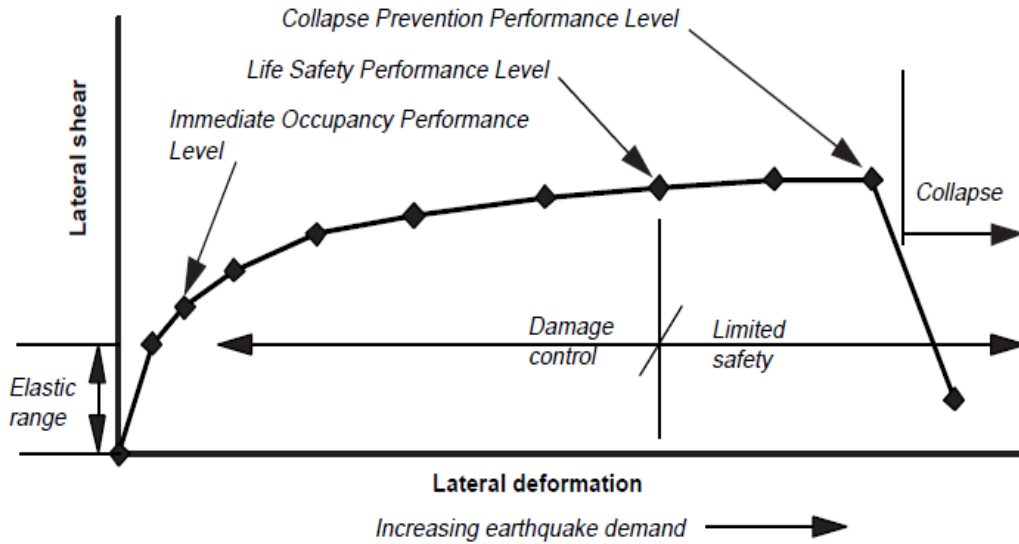 Collapse Prevention Performance Level
Life Safety Performance Level
Immediate Occupancy Performance
Level
Lateral shear
Collapse
Damage
control
Limited
safety
Elastic
range
Lateral deformation
Increasing earthquake demand